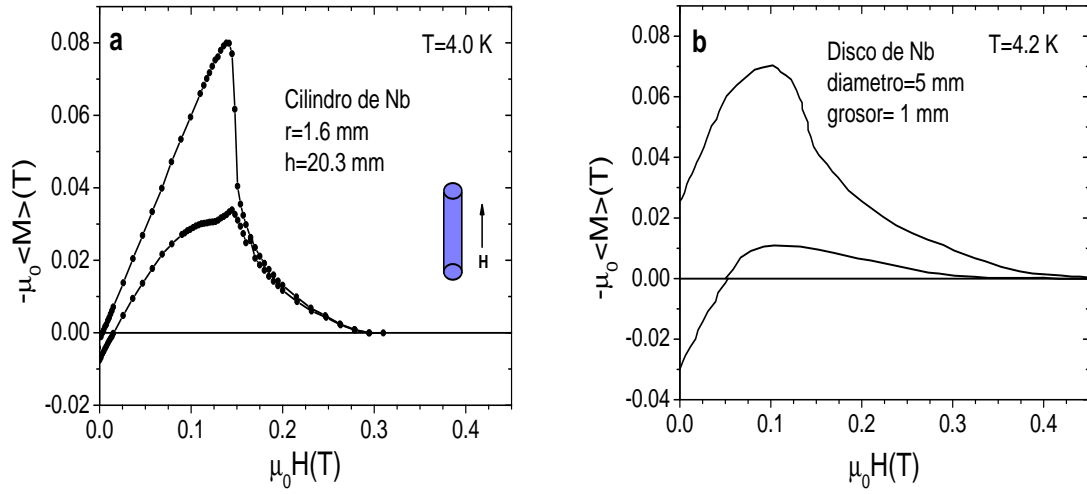 a
T=4.0 K
Cilindro de Nb
r=1.6 mm
h=20.3 mm
H
-μ₀<M>(T)
0.08
0.06
0.04
0.02
0.00
-0.02
0.0 0.1 0.2 0.3 0.4
μ₀H(T)
b
T=4.2 K
Disco de Nb
diametro=5 mm
grosor= 1 mm
-μ₀<M>(T)
0.08
0.06
0.04
0.02
0.00
-0.02
-0.04
0.0 0.1 0.2 0.3 0.4
μ₀H(T)